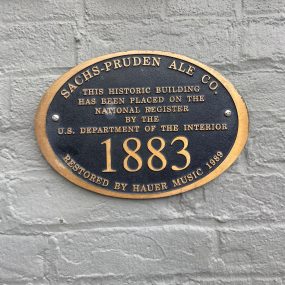 SACHS-PRUDEN ALE CO.
THIS HISTORIC BUILDING
HAS BEEN PLACED ON THE
NATIONAL REGISTER
BY THE
U.S. DEPARTMENT OF THE INTERIOR
1883
RESTORED BY HAUER MUSIC 1989